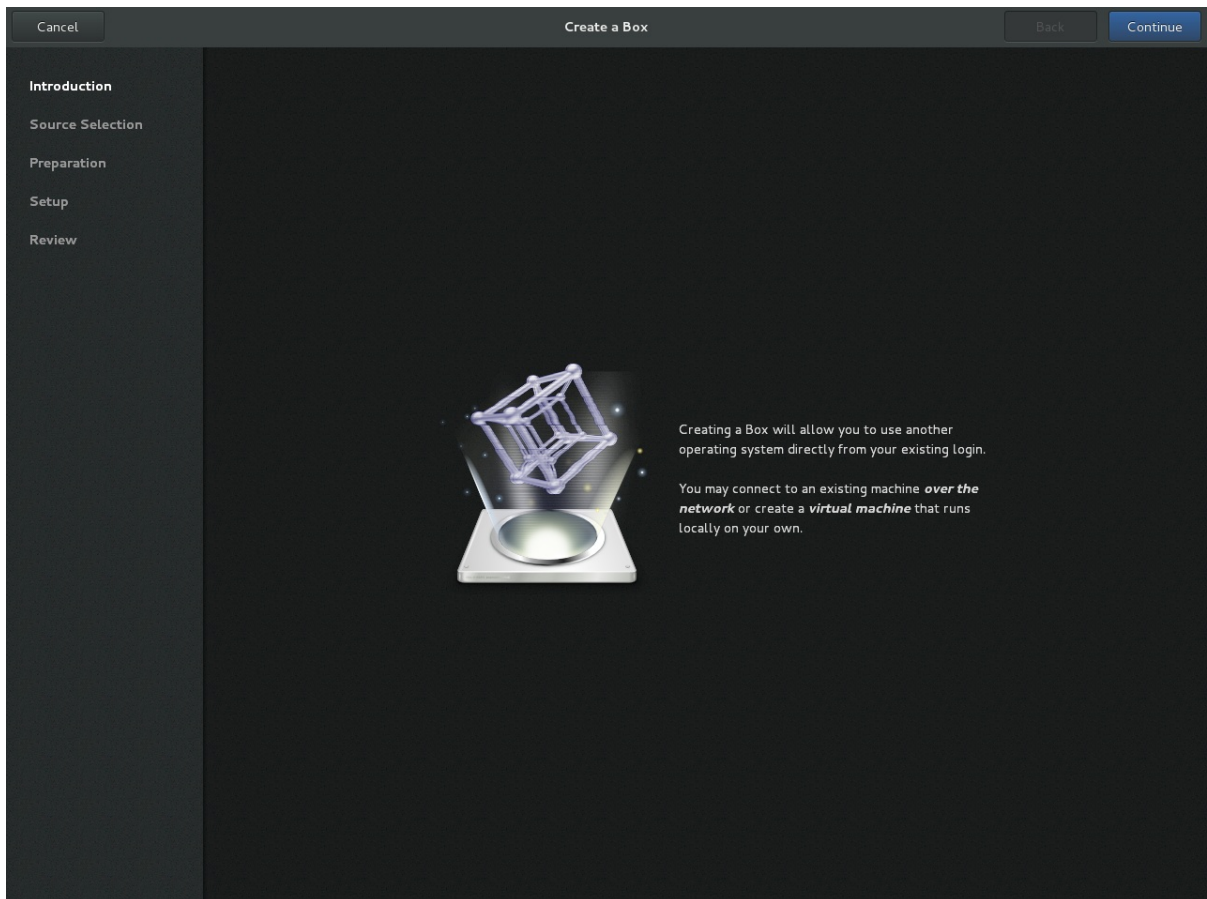 Cancel
Create a Box
Back
Continue
Introduction
Source Selection
Preparation
Setup
Review
Creating a Box will allow you to use another
operating system directly from your existing login.
You may connect to an existing machine over the
network or create a virtual machine that runs
locally on your own.